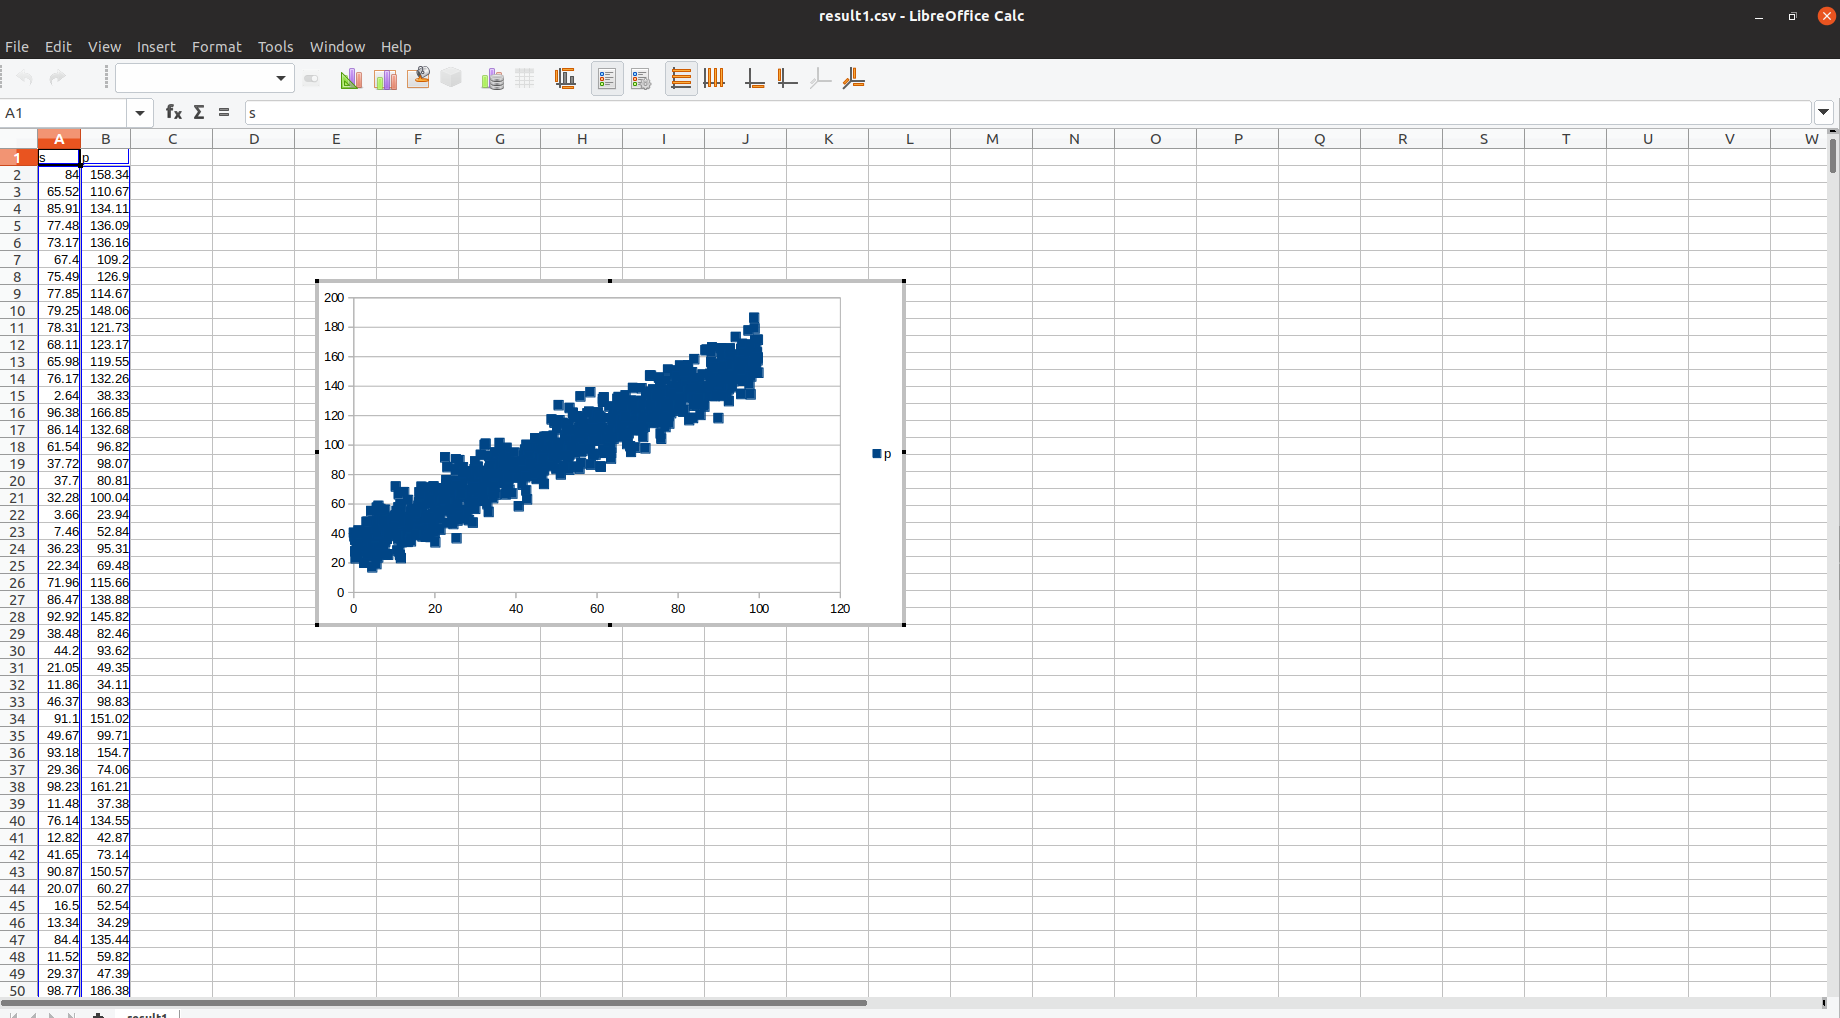 result1.csv - LibreOffice Calc
File Edit View Insert Format Tools Window Help
A1 fx Σ = s
A B C D E F G H I J K L M N O P Q R S T U V W
1 s p
2 84 158.34
3 65.52 110.67
4 85.91 134.11
5 77.48 136.09
6 73.17 136.16
7 67.4 109.2
8 75.49 126.9
9 77.85 114.67
10 79.25 148.06
11 78.31 121.73
12 68.11 123.17
13 65.98 119.55
14 76.17 132.26
15 2.64 38.33
16 96.38 166.85
17 86.14 132.68
18 61.54 96.82
19 37.72 98.07
20 37.7 80.81
21 32.28 100.04
22 3.66 23.94
23 7.46 52.84
24 36.23 95.31
25 22.34 69.48
26 71.96 115.66
27 86.47 138.88
28 92.92 145.82
29 38.48 82.46
30 44.2 93.62
31 21.05 49.35
32 11.86 34.11
33 46.37 98.83
34 91.1 151.02
35 49.67 99.71
36 93.18 154.7
37 29.36 74.06
38 98.23 161.21
39 11.48 37.38
40 76.14 134.55
41 12.82 42.87
42 41.65 73.14
43 90.87 150.57
44 20.07 60.27
45 16.5 52.54
46 13.34 34.29
47 84.4 135.44
48 11.52 59.82
49 29.37 47.39
50 98.77 186.38
200
180
160
140
120
100
80
60
40
20
0
0 20 40 60 80 100 120
p
result1